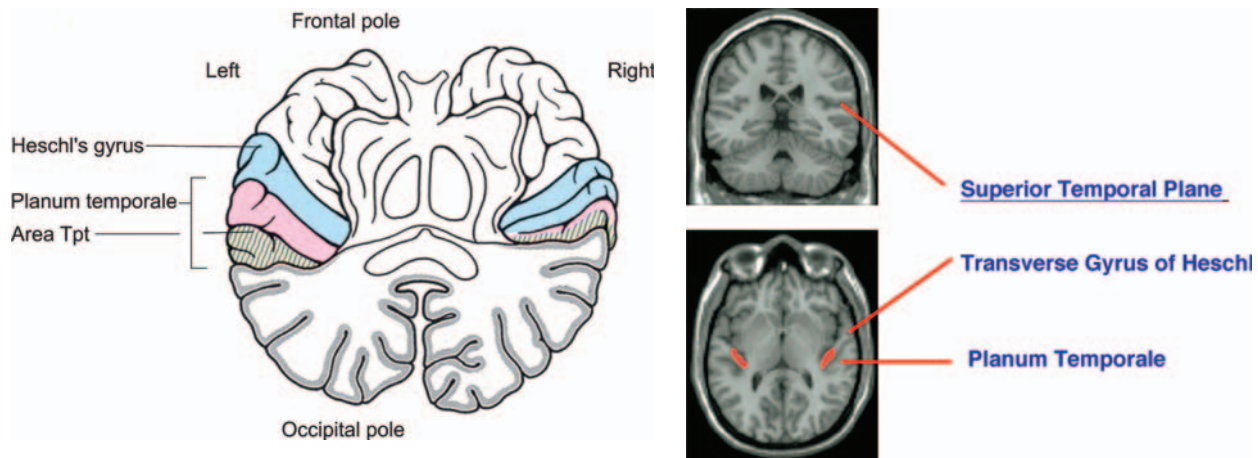 Frontal pole
Left
Right
Heschl's gyrus
Planum temporale
Area Tpt
Occipital pole
Superior Temporal Plane
Transverse Gyrus of Heschl
Planum Temporale